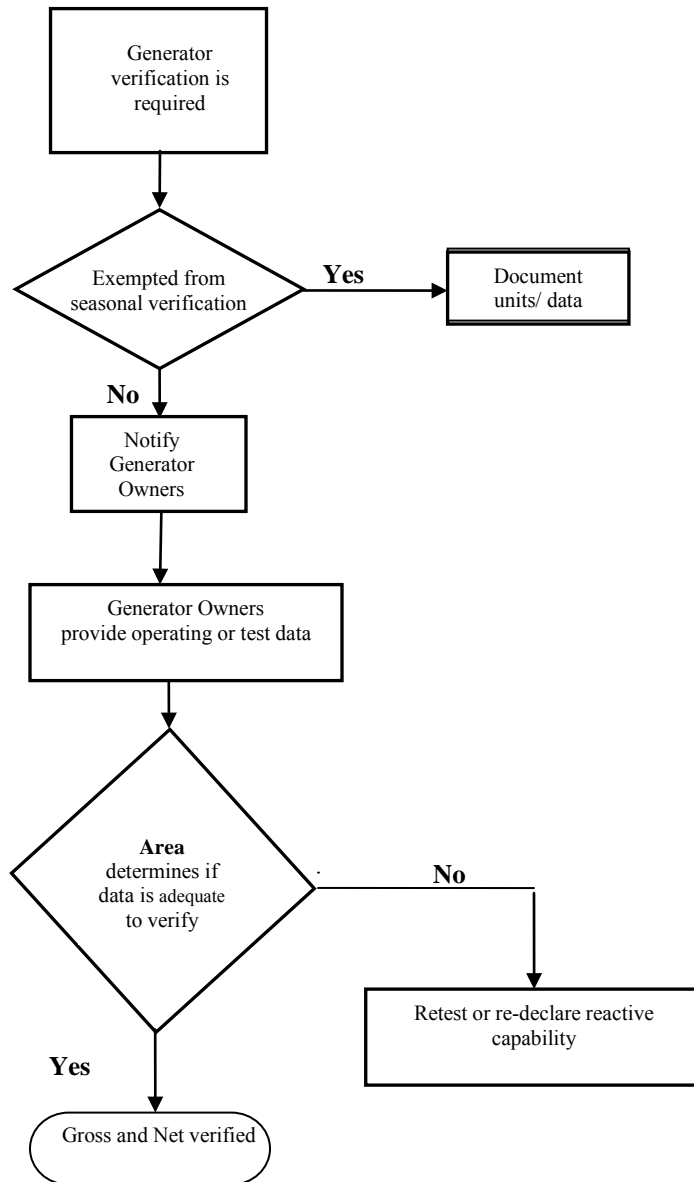 Generator
verification is
required
Exempted from
seasonal verification
Yes
Document
units/ data
No
Notify
Generator
Owners
Generator Owners
provide operating or test data
Area
determines if
data is adequate
to verify
No
Retest or re-declare reactive
capability
Yes
Gross and Net verified